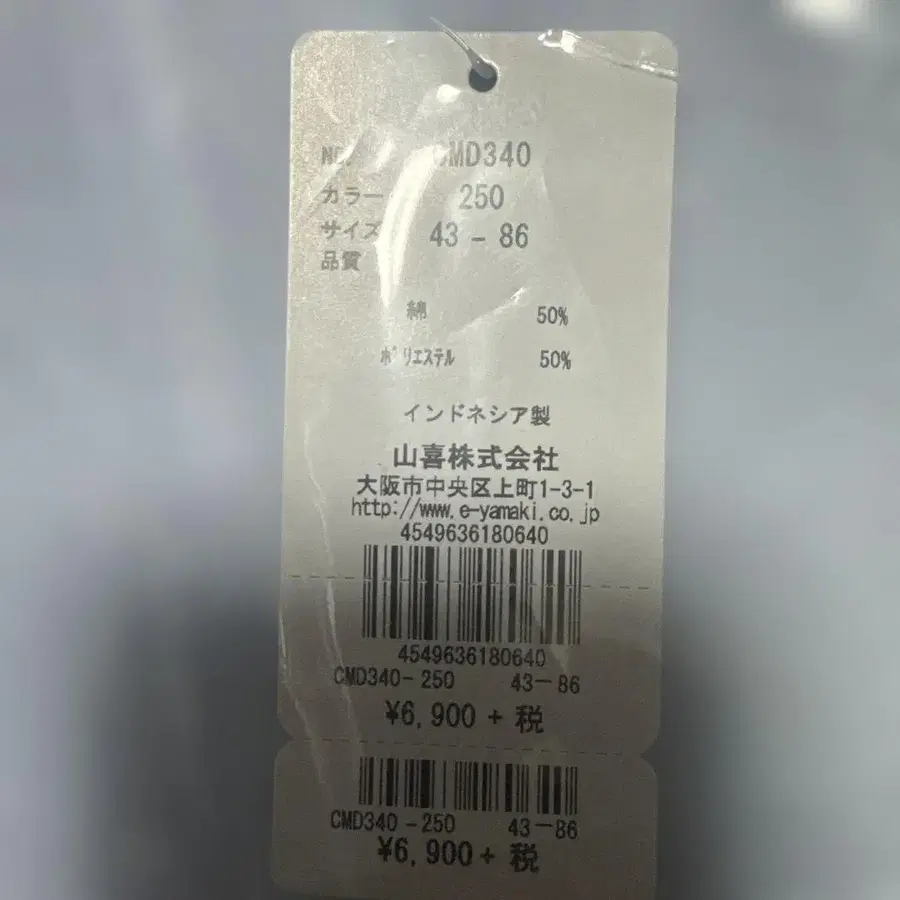 NO. CMD340
カラー 250
サイズ 43 - 86
品質
綿 50%
ポリエステル 50%
インドネシア製
山喜株式会社
大阪市中央区上町1-3-1
http://www.e-yamaki.co.jp
4549636180640
4549636180640
CMD340-250 43-86
¥6,900 + 税
CMD340-250 43-86
¥6,900 + 税